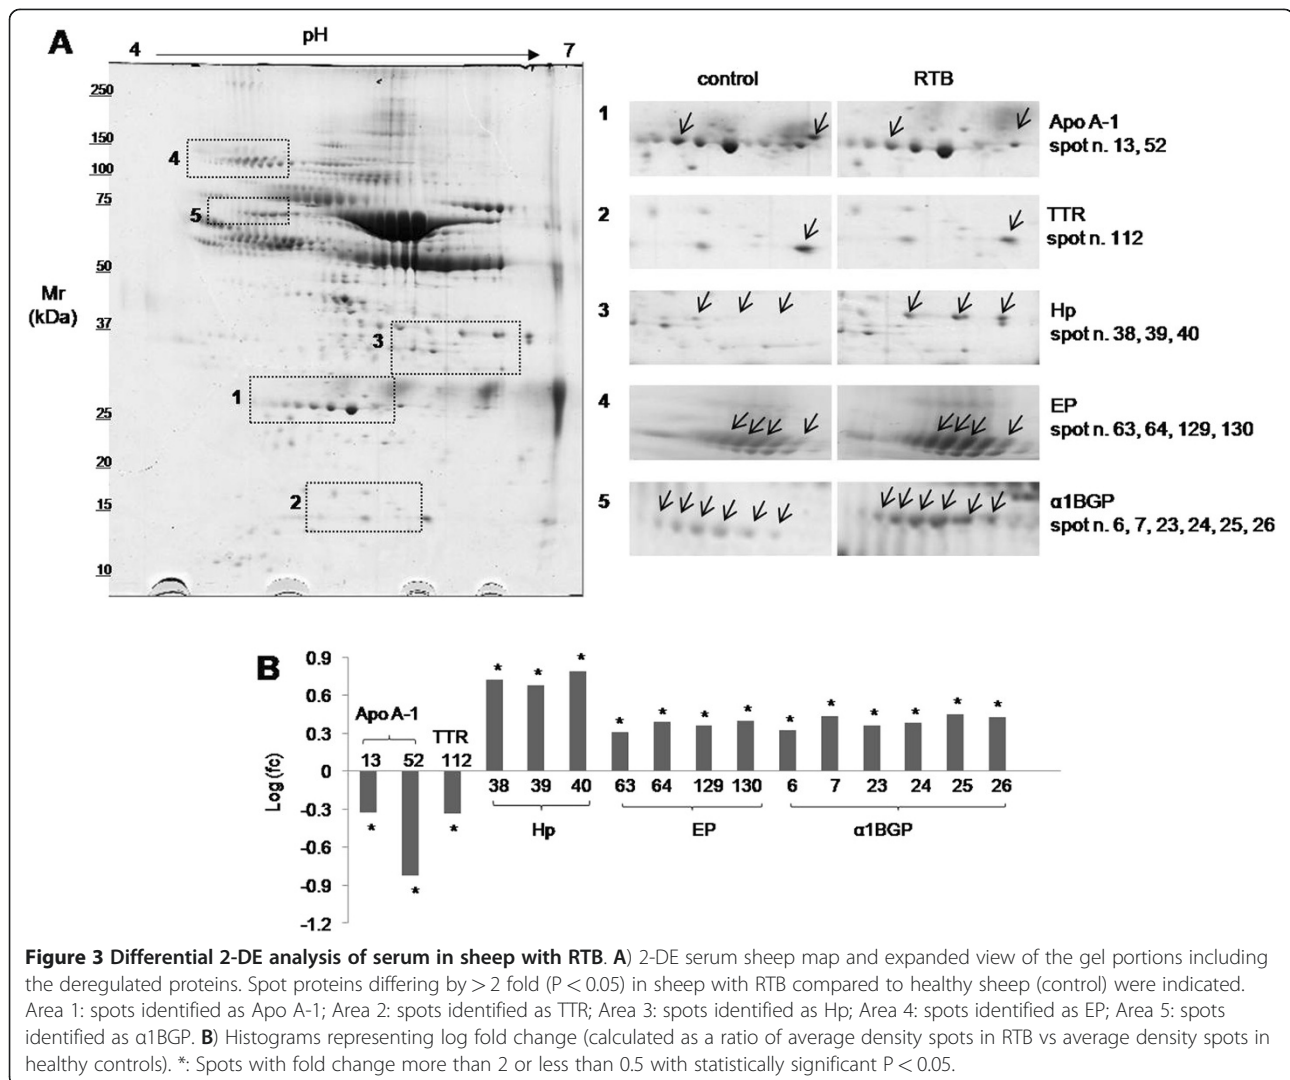 A
4
pH
7
Mr
(kDa)
250
150
100
75
50
37
25
20
15
10
4
5
3
1
2
control
RTB
1
Apo A-1
spot n. 13, 52
2
TTR
spot n. 112
3
Hp
spot n. 38, 39, 40
4
EP
spot n. 63, 64, 129, 130
5
α1BGP
spot n. 6, 7, 23, 24, 25, 26
B
Log (fc)
0.9
0.6
0.3
0
-0.3
-0.6
-0.9
-1.2
Apo A-1
TTR
13 52 112
* * *
* * * * * * * * * * * * *
38 39 40 63 64 129 130 6 7 23 24 25 26
Hp EP α1BGP
Figure 3 Differential 2-DE analysis of serum in sheep with RTB. A) 2-DE serum sheep map and expanded view of the gel portions including
the deregulated proteins. Spot proteins differing by > 2 fold (P < 0.05) in sheep with RTB compared to healthy sheep (control) were indicated.
Area 1: spots identified as Apo A-1; Area 2: spots identified as TTR; Area 3: spots identified as Hp; Area 4: spots identified as EP; Area 5: spots
identified as α1BGP. B) Histograms representing log fold change (calculated as a ratio of average density spots in RTB vs average density spots in
healthy controls). *: Spots with fold change more than 2 or less than 0.5 with statistically significant P < 0.05.